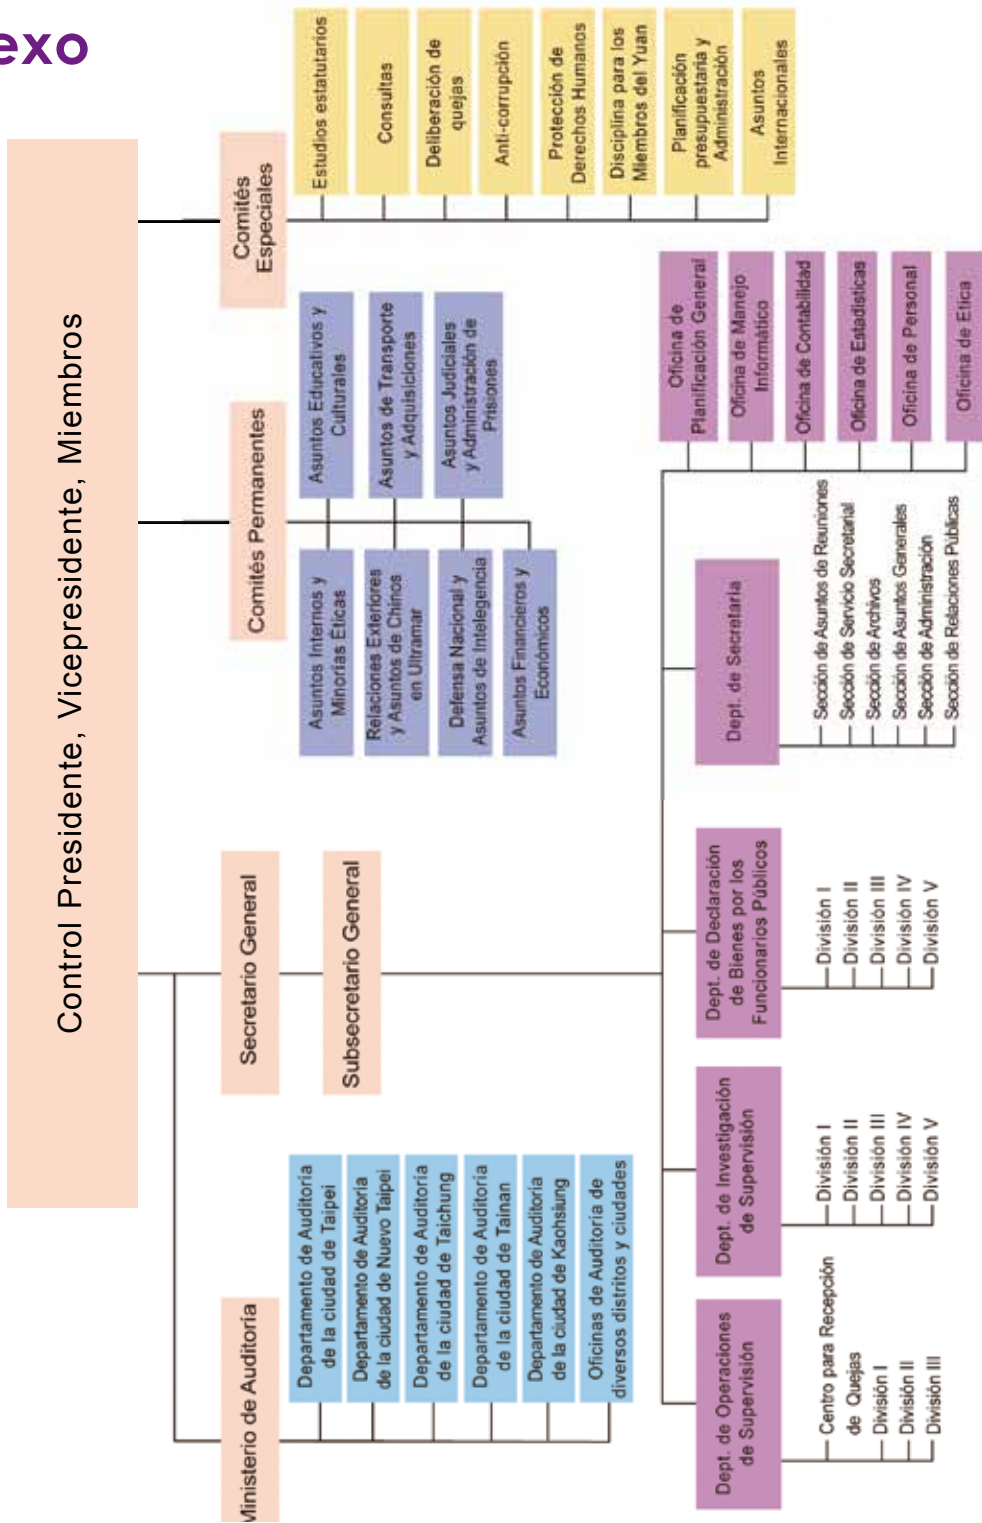 exo
Control Presidente, Vicepresidente, Miembros
Ministerio de Auditoría
Departamento de Auditoria
de la ciudad de Taipei
Departamento de Auditoria
de la ciudad de Nuevo Taipei
Departamento de Auditoria
de la ciudad de Taichung
Departamento de Auditoria
de la ciudad de Tainan
Departamento de Auditoria
de la ciudad de Kaohsiung
Oficinas de Auditoria de
diversos distritos y ciudades
Secretario General
Subsecretario General
Comités Permanentes
Asuntos Internos y
Minorías Éticas
Relaciones Exteriores
y Asuntos de Chinos
en Ultramar
Defensa Nacional y
Asuntos de Intelegencia
Asuntos Financieros y
Económicos
Asuntos Educativos y
Culturales
Asuntos de Transporte
y Adquisiciones
Asuntos Judiciales
y Administración de
Prisiones
Comités
Especiales
Estudios estatutarios
Consultas
Deliberación de
quejas
Anti-corrupción
Protección de
Derechos Humanos
Disciplina para los
Miembros del Yuan
Planificación
presupuestaria y
Administración
Asuntos
Internacionales
Dept. de Operaciones
de Supervisión
Centro para Recepción
de Quejas
División I
División II
División III
Dept. de Investigación
de Supervisión
División I
División II
División III
División IV
División V
Dept. de Declaración
de Bienes por los
Funcionarios Públicos
División I
División II
División III
División IV
División V
Dept. de Secretaria
Sección de Asuntos de Reuniones
Sección de Servicio Secretarial
Sección de Archivos
Sección de Asuntos Generales
Sección de Administración
Sección de Relaciones Públicas
Oficina de
Planificación General
Oficina de Manejo
Informático
Oficina de Contabilidad
Oficina de Estadísticas
Oficina de Personal
Oficina de Etica